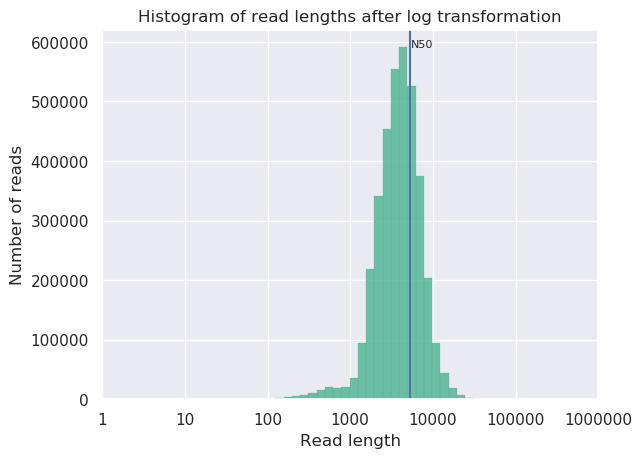 Histogram of read lengths after log transformation
N50
600000
500000
400000
300000
200000
100000
0
Number of reads
1 10 100 1000 10000 100000 1000000
Read length